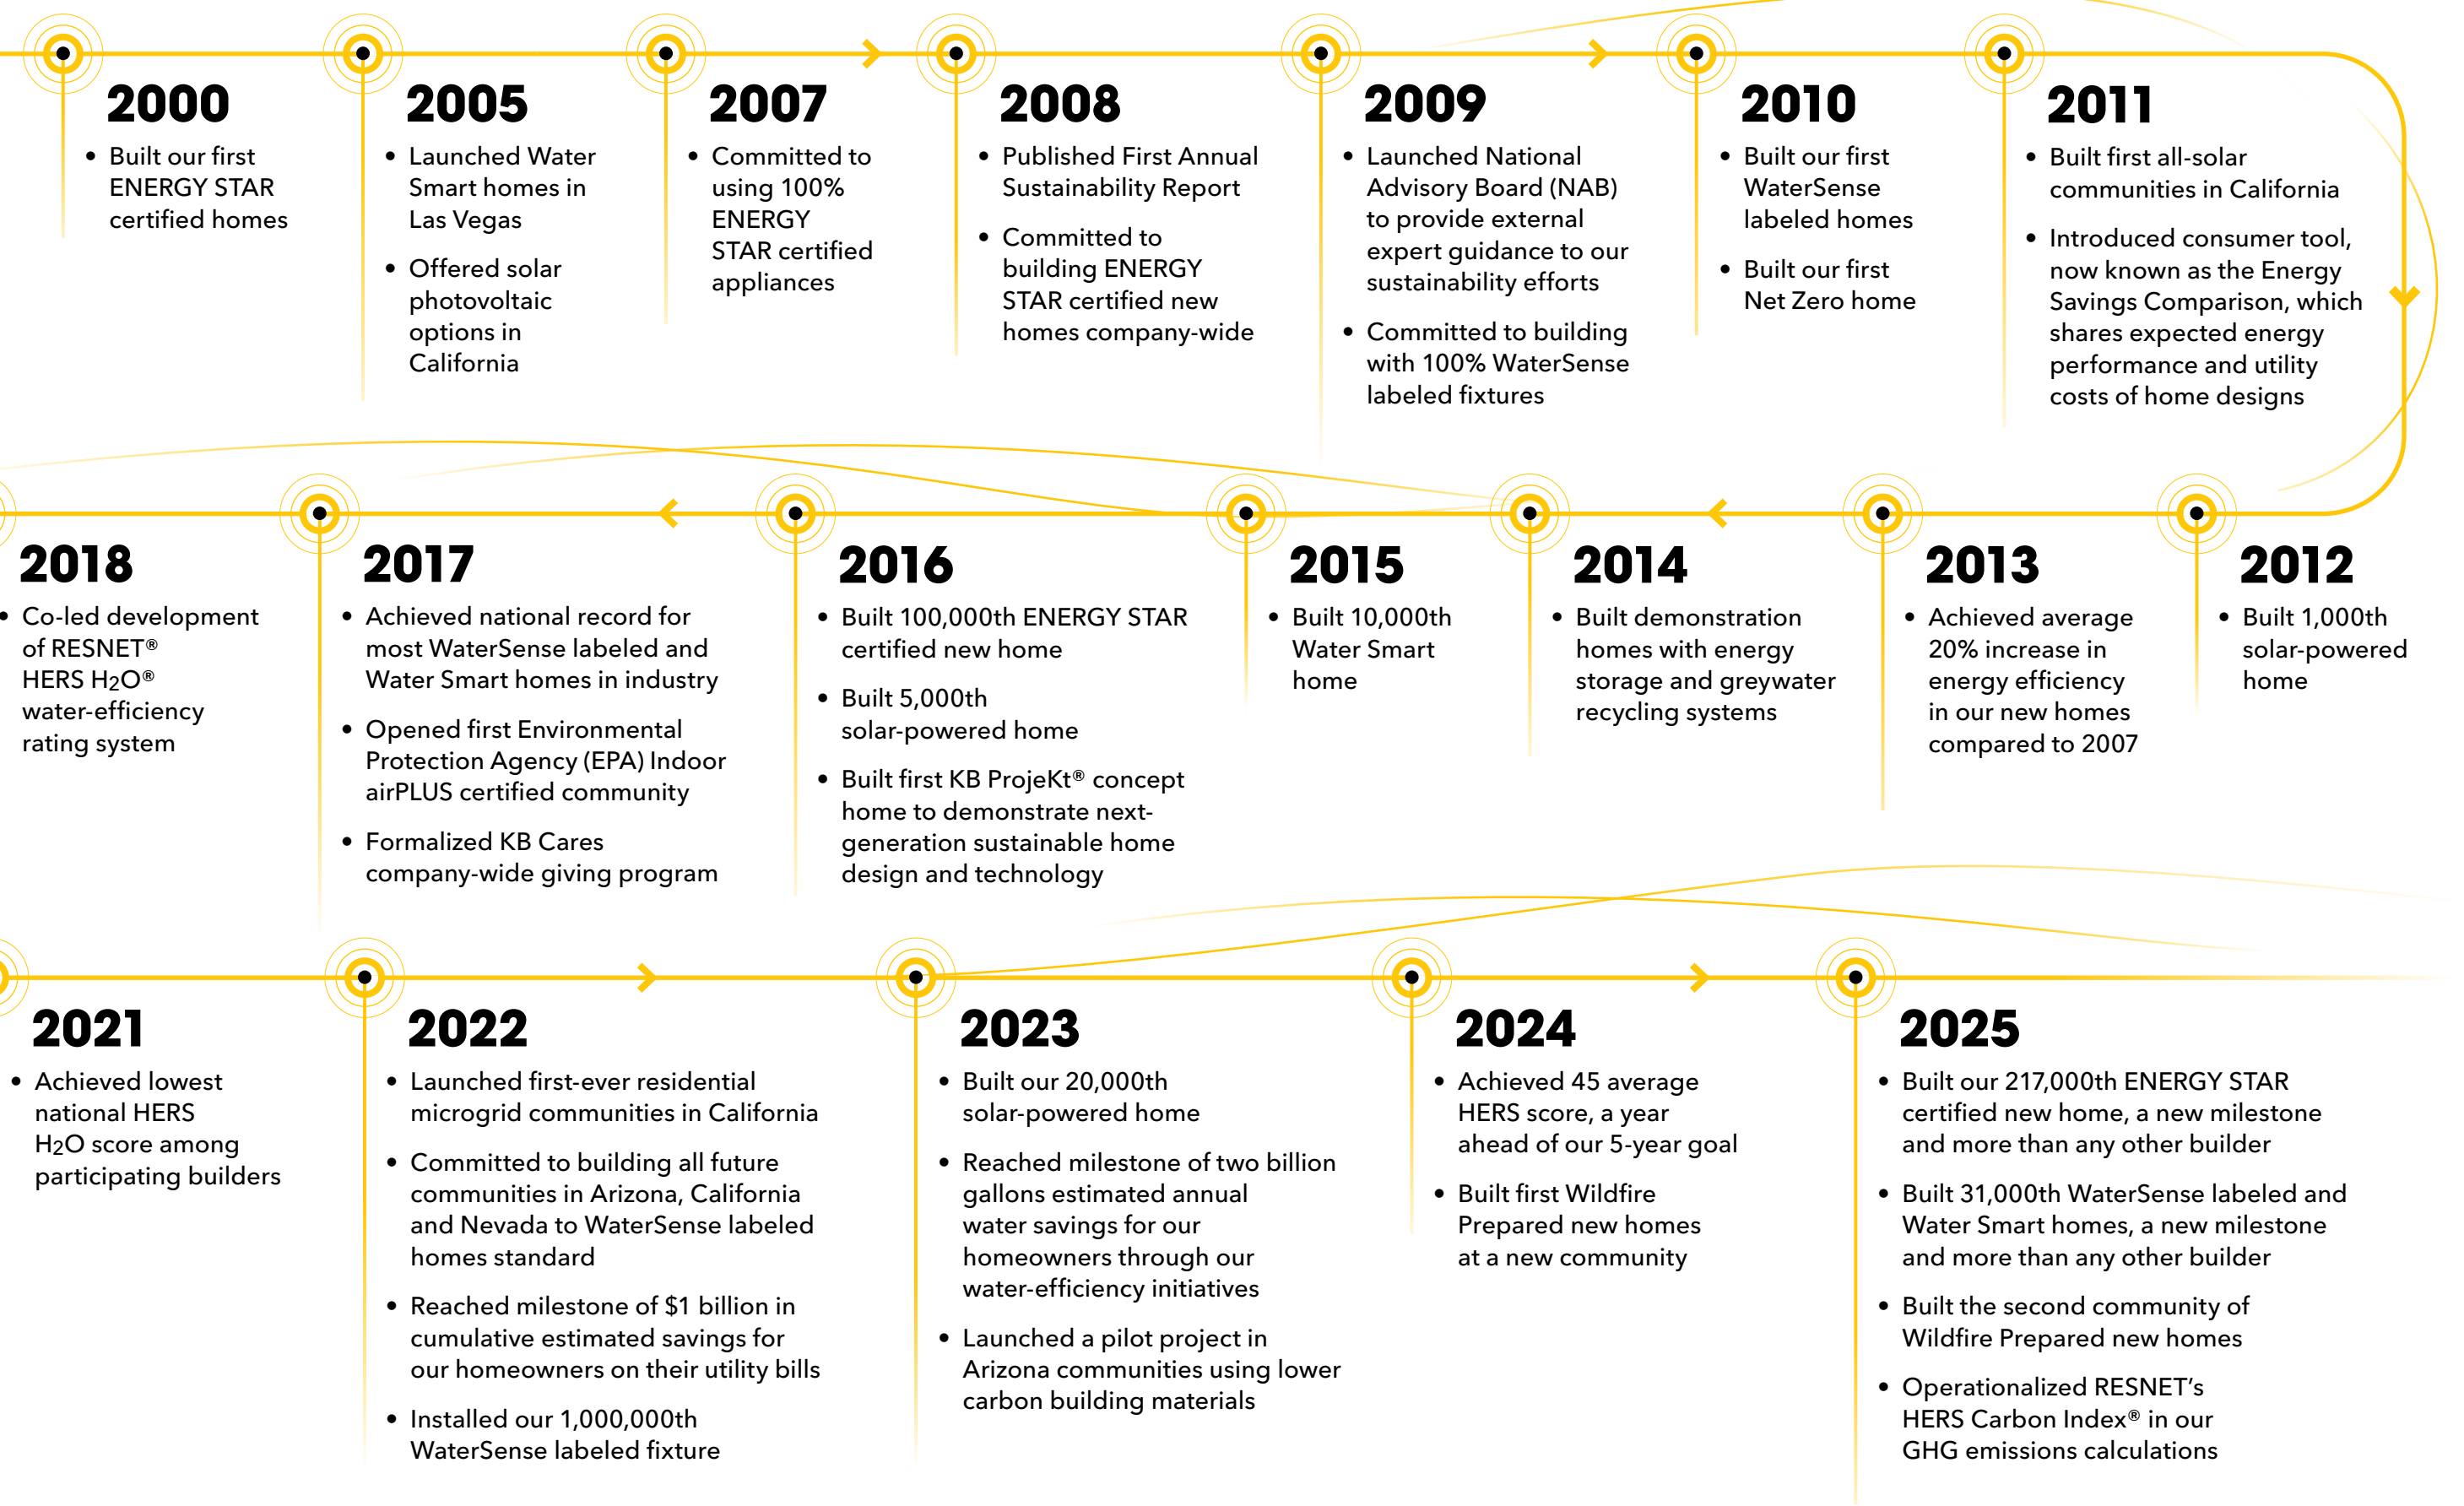 2000
• Built our first
ENERGY STAR
certified homes
2005
• Launched Water
Smart homes in
Las Vegas
• Offered solar
photovoltaic
options in
California
2007
• Committed to
using 100%
ENERGY
STAR certified
appliances
2008
• Published First Annual
Sustainability Report
• Committed to
building ENERGY
STAR certified new
homes company-wide
2009
• Launched National
Advisory Board (NAB)
to provide external
expert guidance to our
sustainability efforts
• Committed to building
with 100% WaterSense
labeled fixtures
2010
• Built our first
WaterSense
labeled homes
• Built our first
Net Zero home
2011
• Built first all-solar
communities in California
• Introduced consumer tool,
now known as the Energy
Savings Comparison, which
shares expected energy
performance and utility
costs of home designs
2012
• Built 1,000th
solar-powered
home
2013
• Achieved average
20% increase in
energy efficiency
in our new homes
compared to 2007
2014
• Built demonstration
homes with energy
storage and greywater
recycling systems
2015
• Built 10,000th
Water Smart
home
2016
• Built 100,000th ENERGY STAR
certified new home
• Built 5,000th
solar-powered home
• Built first KB ProjeKt® concept
home to demonstrate next-
generation sustainable home
design and technology
2017
• Achieved national record for
most WaterSense labeled and
Water Smart homes in industry
• Opened first Environmental
Protection Agency (EPA) Indoor
airPLUS certified community
• Formalized KB Cares
company-wide giving program
2018
• Co-led development
of RESNET®
HERS H2O®
water-efficiency
rating system
2021
• Achieved lowest
national HERS
H2O score among
participating builders
2022
• Launched first-ever residential
microgrid communities in California
• Committed to building all future
communities in Arizona, California
and Nevada to WaterSense labeled
homes standard
• Reached milestone of $1 billion in
cumulative estimated savings for
our homeowners on their utility bills
• Installed our 1,000,000th
WaterSense labeled fixture
2023
• Built our 20,000th
solar-powered home
• Reached milestone of two billion
gallons estimated annual
water savings for our
homeowners through our
water-efficiency initiatives
• Launched a pilot project in
Arizona communities using lower
carbon building materials
2024
• Achieved 45 average
HERS score, a year
ahead of our 5-year goal
• Built first Wildfire
Prepared new homes
at a new community
2025
• Built our 217,000th ENERGY STAR
certified new home, a new milestone
and more than any other builder
• Built 31,000th WaterSense labeled and
Water Smart homes, a new milestone
and more than any other builder
• Built the second community of
Wildfire Prepared new homes
• Operationalized RESNET’s
HERS Carbon Index® in our
GHG emissions calculations